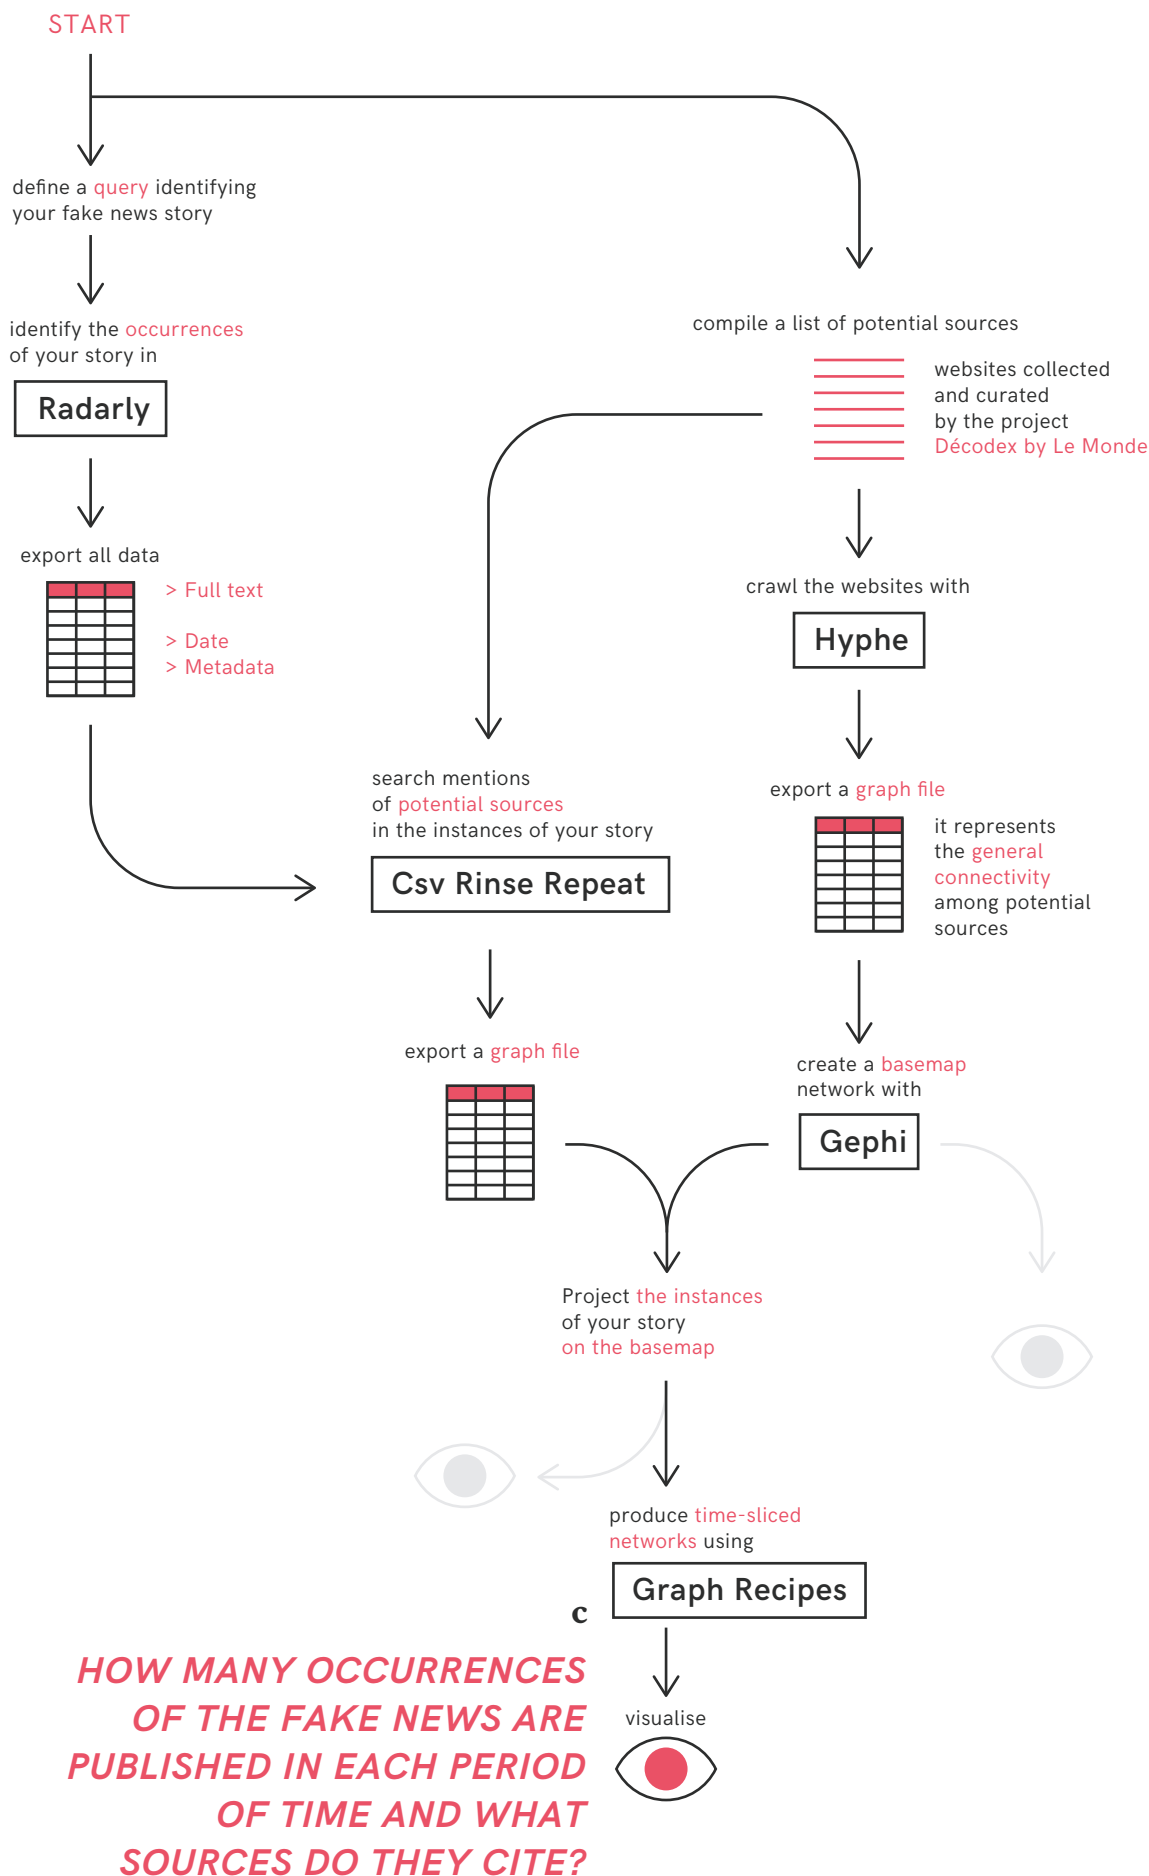 START
define a query identifying
your fake news story
identify the occurrences
of your story in
Radarly
export all data
> Full text
> Date
> Metadata
compile a list of potential sources
websites collected
and curated
by the project
Décodex by Le Monde
crawl the websites with
Hyphe
search mentions
of potential sources
in the instances of your story
Csv Rinse Repeat
export a graph file
it represents
the general
connectivity
among potential
sources
export a graph file
create a basemap
network with
Gephi
Project the instances
of your story
on the basemap
produce time-sliced
networks using
Graph Recipes
c
HOW MANY OCCURRENCES
OF THE FAKE NEWS ARE
PUBLISHED IN EACH PERIOD
OF TIME AND WHAT
SOURCES DO THEY CITE?
visualise